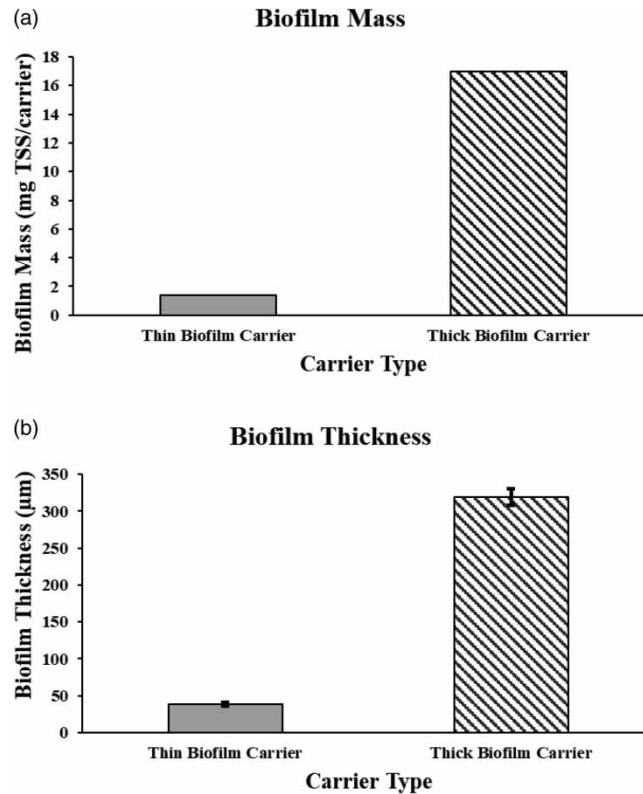 (a)
Biofilm Mass
Biofilm Mass (mg TSS/carrier)
18
16
14
12
10
8
6
4
2
0
Thin Biofilm Carrier Thick Biofilm Carrier
Carrier Type
(b)
Biofilm Thickness
Biofilm Thickness (µm)
350
300
250
200
150
100
50
0
Thin Biofilm Carrier Thick Biofilm Carrier
Carrier Type